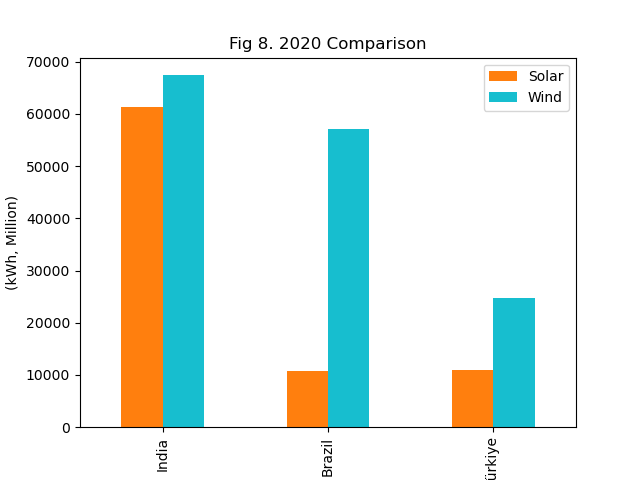 Fig 8. 2020 Comparison
Solar
Wind
(kWh, Million)
70000
60000
50000
40000
30000
20000
10000
0
India
Brazil
ürkiye